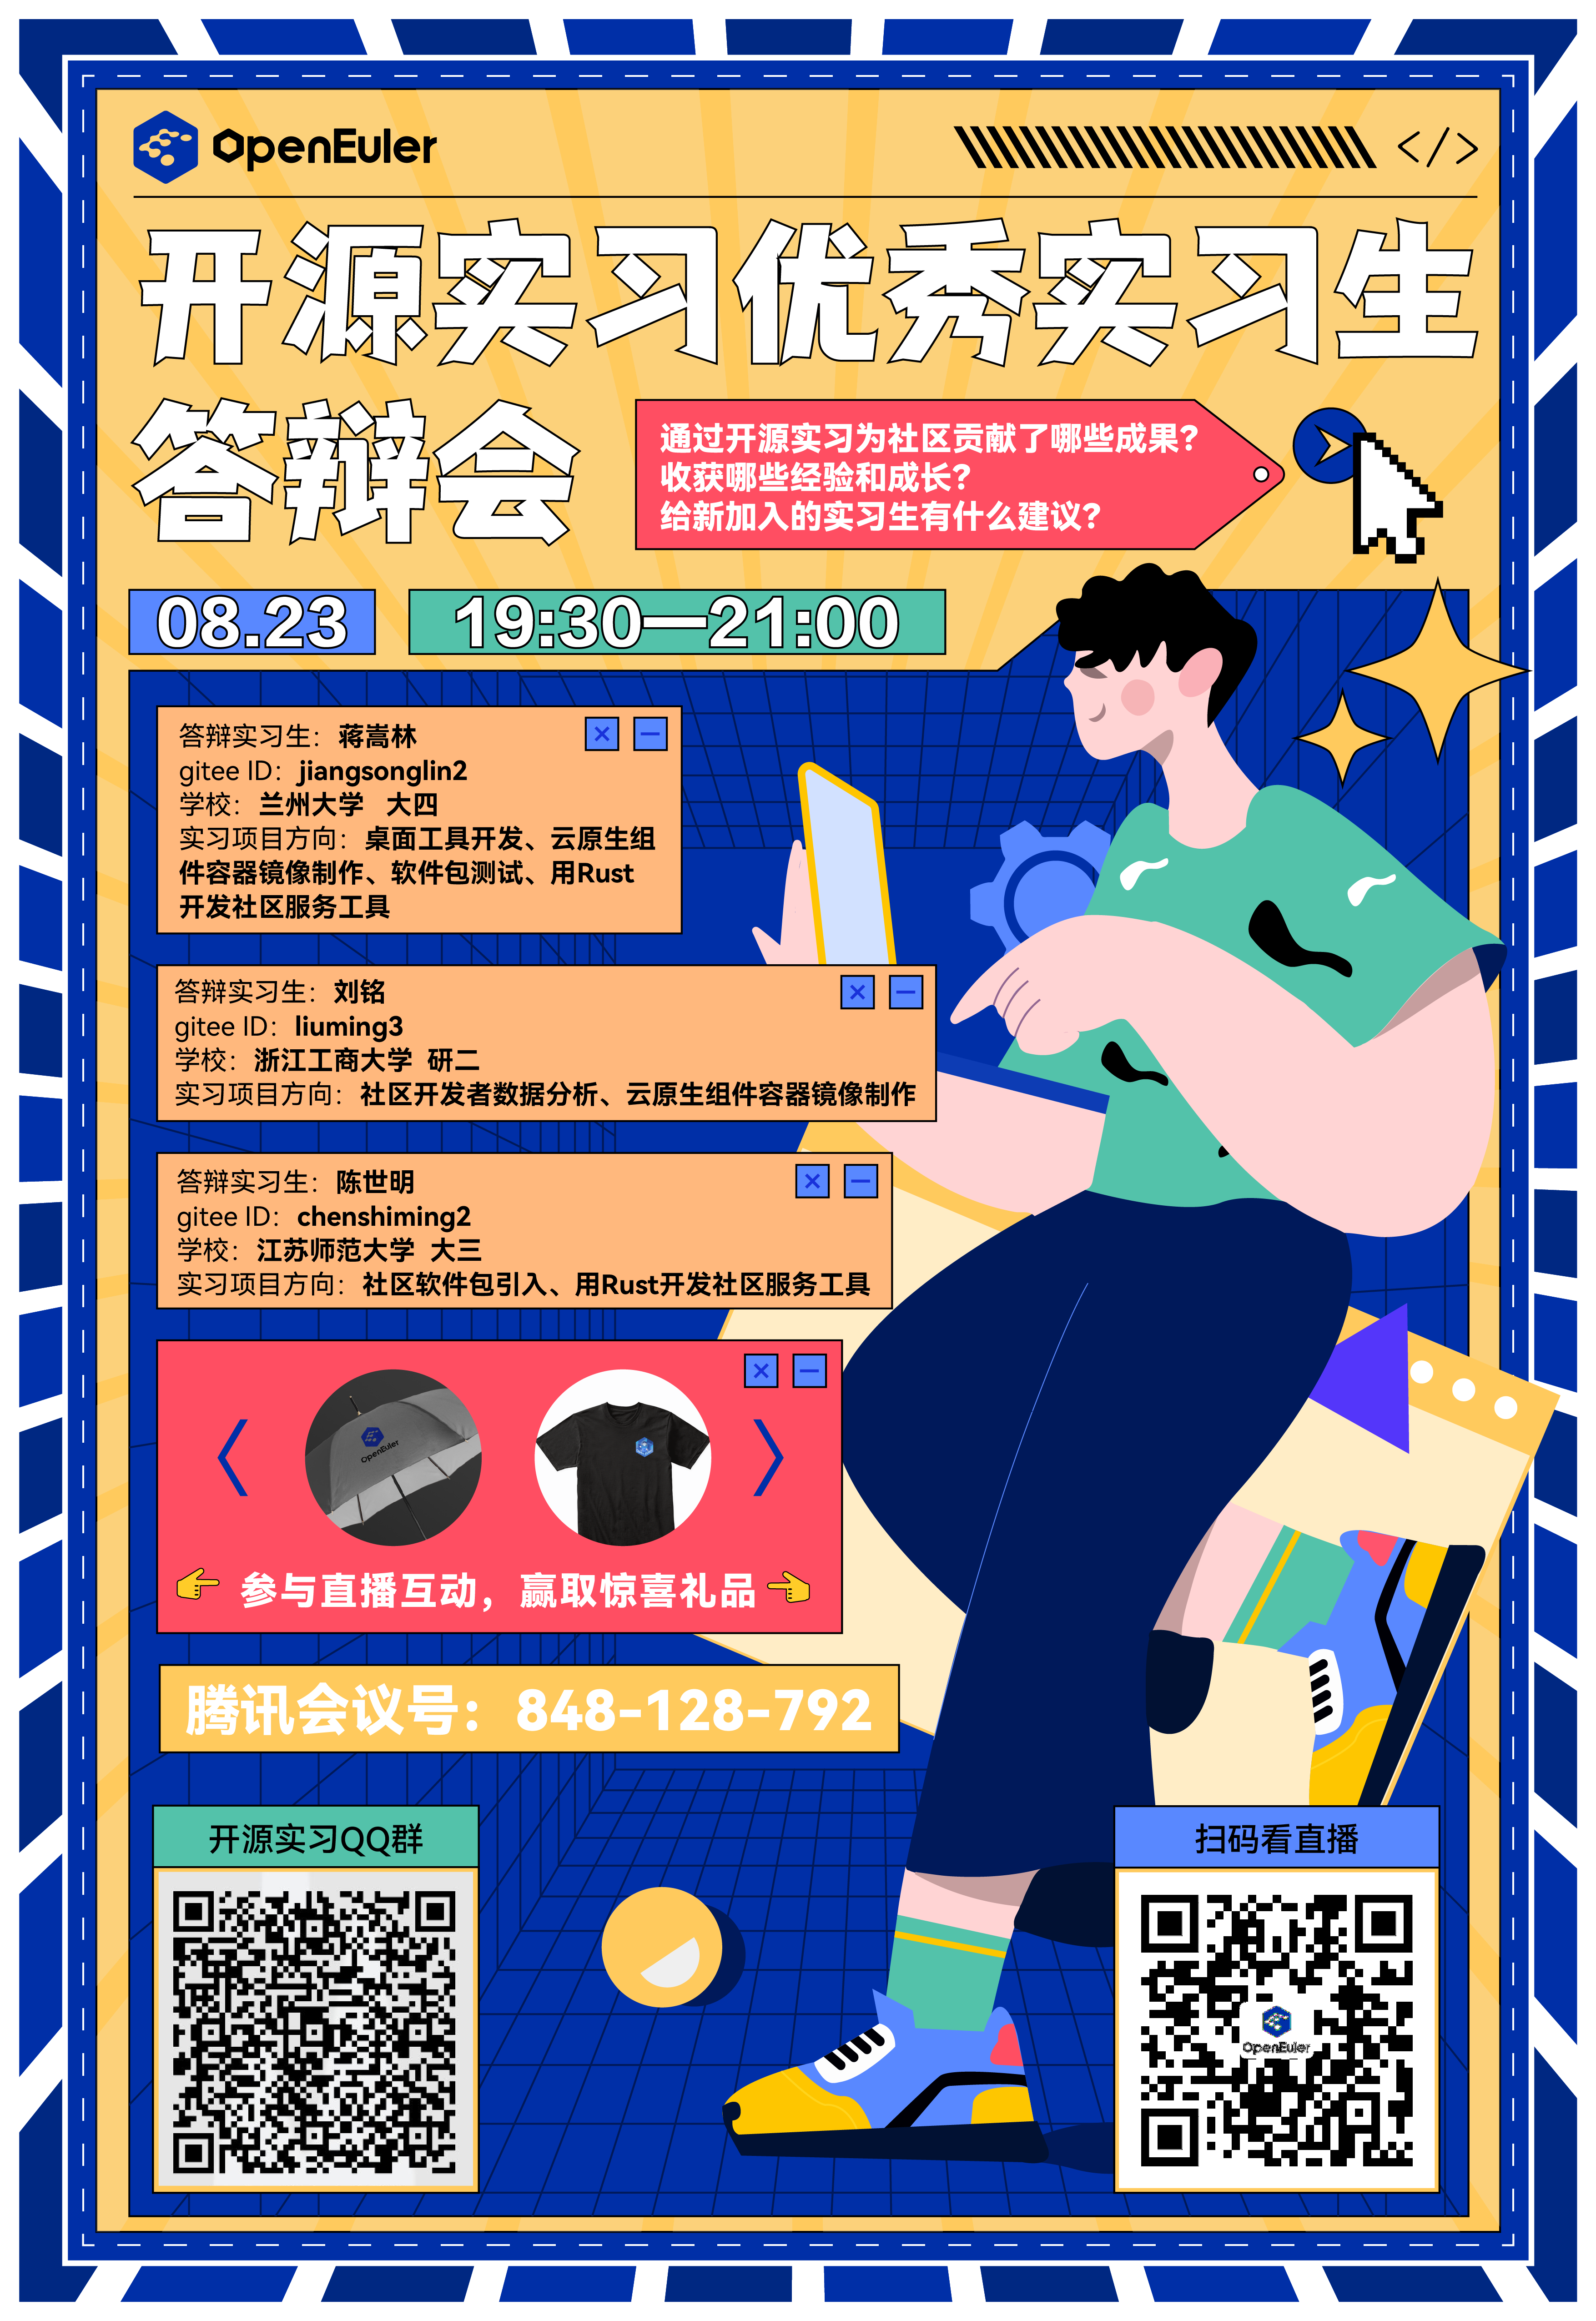 OpenEuler
</>
开源实习优秀实习生
答辩会
通过开源实习为社区贡献了哪些成果?
收获哪些经验和成长?
给新加入的实习生有什么建议?
08.23
19:30—21:00
答辩实习生：蒋嵩林
gitee ID：jiangsonglin2
学校：兰州大学 大四
实习项目方向：桌面工具开发、云原生组
件容器镜像制作、软件包测试、用Rust
开发社区服务工具
答辩实习生：刘铭
gitee ID：liuming3
学校：浙江工商大学 研二
实习项目方向：社区开发者数据分析、云原生组件容器镜像制作
答辩实习生：陈世明
gitee ID：chenshiming2
学校：江苏师范大学 大三
实习项目方向：社区软件包引入、用Rust开发社区服务工具
OpenEuler
参与直播互动，赢取惊喜礼品
腾讯会议号：848-128-792
开源实习QQ群
扫码看直播
OpenEuler